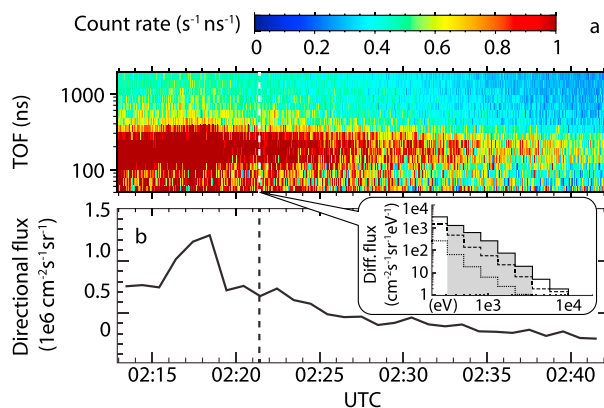 Count rate (s⁻¹ ns⁻¹)
0 0.2 0.4 0.6 0.8 1
a
TOF (ns)
1000
100
Directional flux
(1e6 cm⁻²s⁻¹sr⁻¹)
1.5
1.0
0.5
0
b
Diff. flux
(cm⁻²s⁻¹sr⁻¹eV⁻¹)
1e4
1e3
1e2
10
1
(eV) 1e3 1e4
02:15 02:20 02:25 02:30 02:35 02:40
UTC